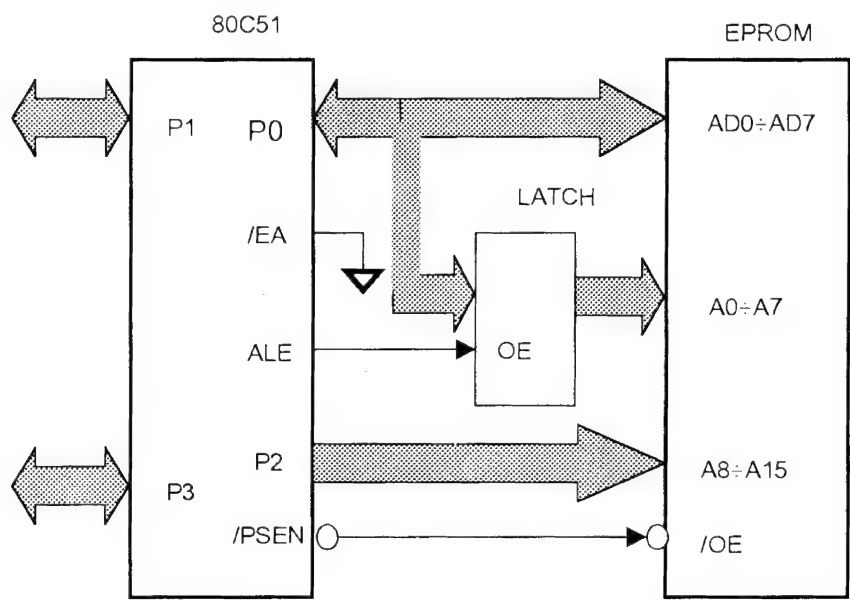 80C51
EPROM
P1
P0
AD0÷AD7
LATCH
/EA
A0÷A7
ALE
OE
P2
A8÷A15
P3
/PSEN
/OE